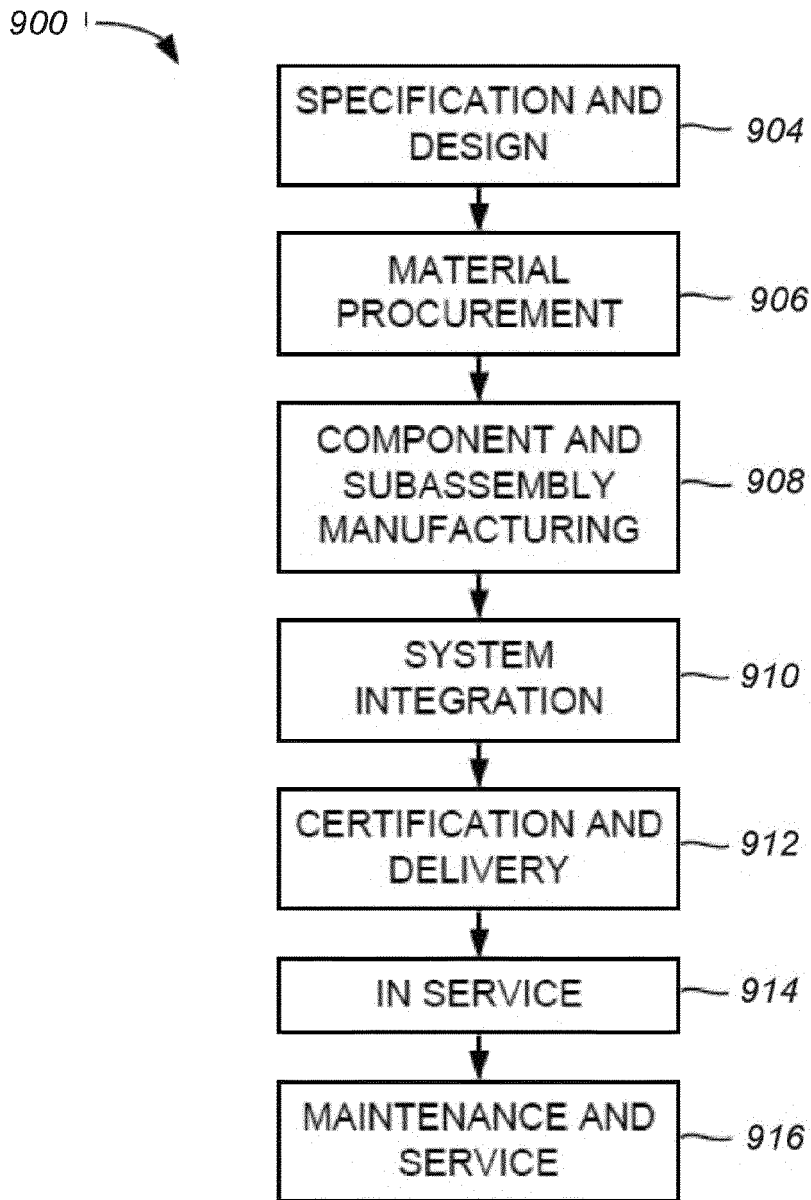 900
SPECIFICATION AND
DESIGN
904
MATERIAL
PROCUREMENT
906
COMPONENT AND
SUBASSEMBLY
MANUFACTURING
908
SYSTEM
INTEGRATION
910
CERTIFICATION AND
DELIVERY
912
IN SERVICE
914
MAINTENANCE AND
SERVICE
916